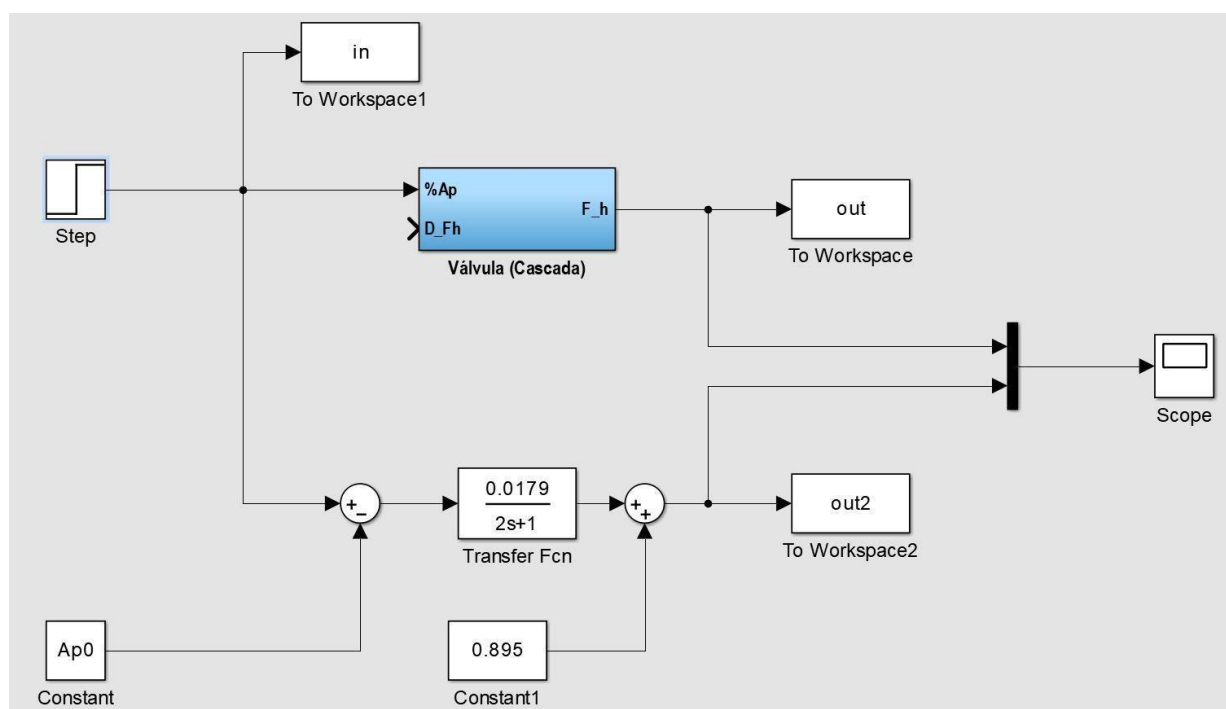 in
To Workspace1
Step
%Ap
F_h
D_Fh
Válvula (Cascada)
out
To Workspace
Scope
+
−
0.0179
2s+1
Transfer Fcn
+
+
out2
To Workspace2
Ap0
Constant
0.895
Constant1